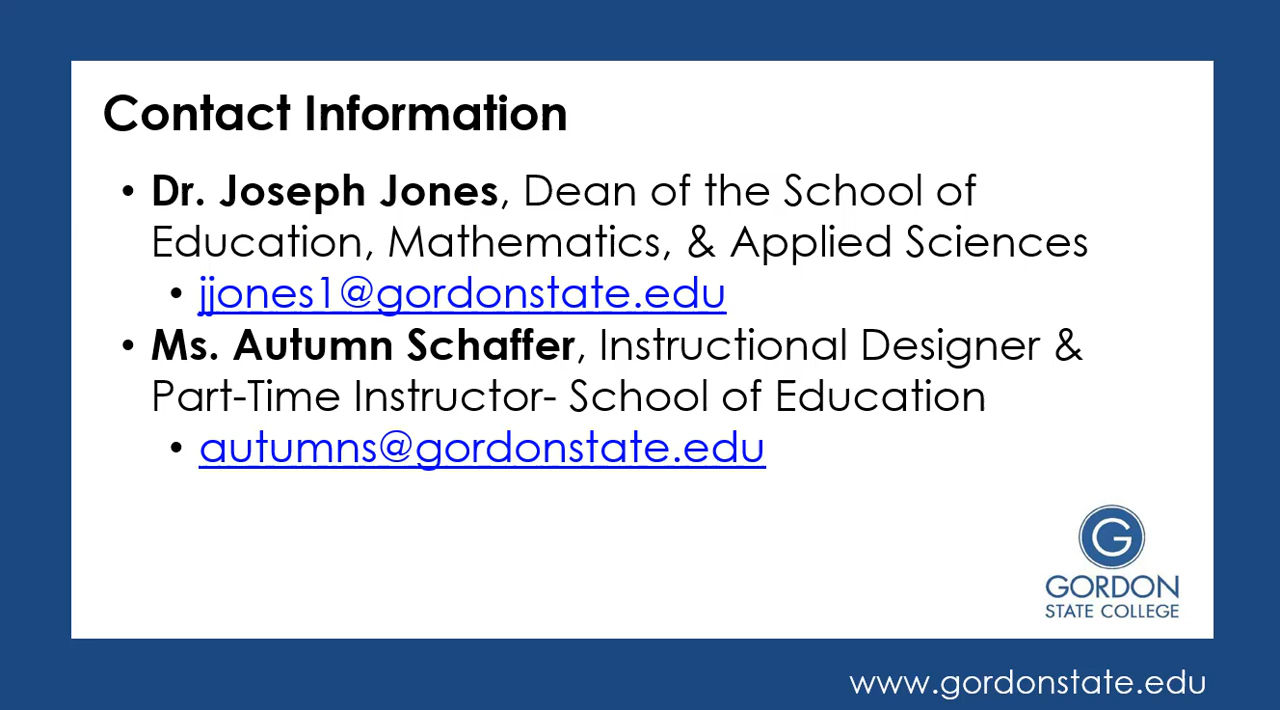 Contact Information
• Dr. Joseph Jones, Dean of the School of
Education, Mathematics, & Applied Sciences
• jjones1@gordonstate.edu
• Ms. Autumn Schaffer, Instructional Designer &
Part-Time Instructor- School of Education
• autumns@gordonstate.edu
G
GORDON
STATE COLLEGE
www.gordonstate.edu